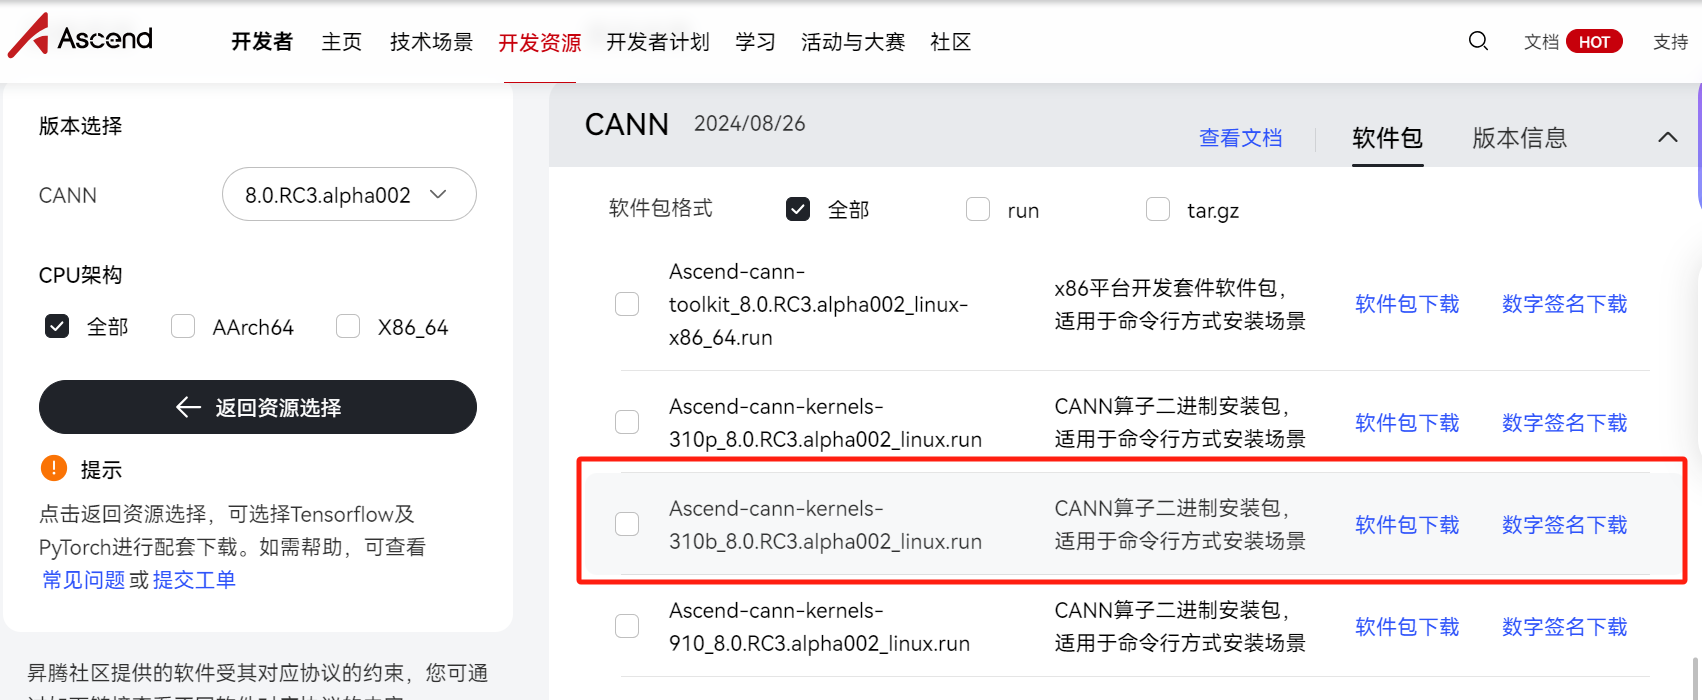 Ascend
开发者 主页 技术场景 开发资源 开发者计划 学习 活动与大赛 社区 文档 HOT 支持
版本选择
CANN 8.0.RC3.alpha002
CPU架构
全部 AArch64 X86_64
返回资源选择
提示
点击返回资源选择，可选择Tensorflow及
PyTorch进行配套下载。如需帮助，可查看
常见问题或提交工单
昇腾社区提供的软件受其对应协议的约束，您可通
CANN 2024/08/26 查看文档 软件包 版本信息
软件包格式 全部 run tar.gz
Ascend-cann-
toolkit_8.0.RC3.alpha002_linux-
x86_64.run
x86平台开发套件软件包，
适用于命令行方式安装场景
软件包下载 数字签名下载
Ascend-cann-kernels-
310p_8.0.RC3.alpha002_linux.run
CANN算子二进制安装包，
适用于命令行方式安装场景
软件包下载 数字签名下载
Ascend-cann-kernels-
310b_8.0.RC3.alpha002_linux.run
CANN算子二进制安装包，
适用于命令行方式安装场景
软件包下载 数字签名下载
Ascend-cann-kernels-
910_8.0.RC3.alpha002_linux.run
CANN算子二进制安装包，
适用于命令行方式安装场景
软件包下载 数字签名下载